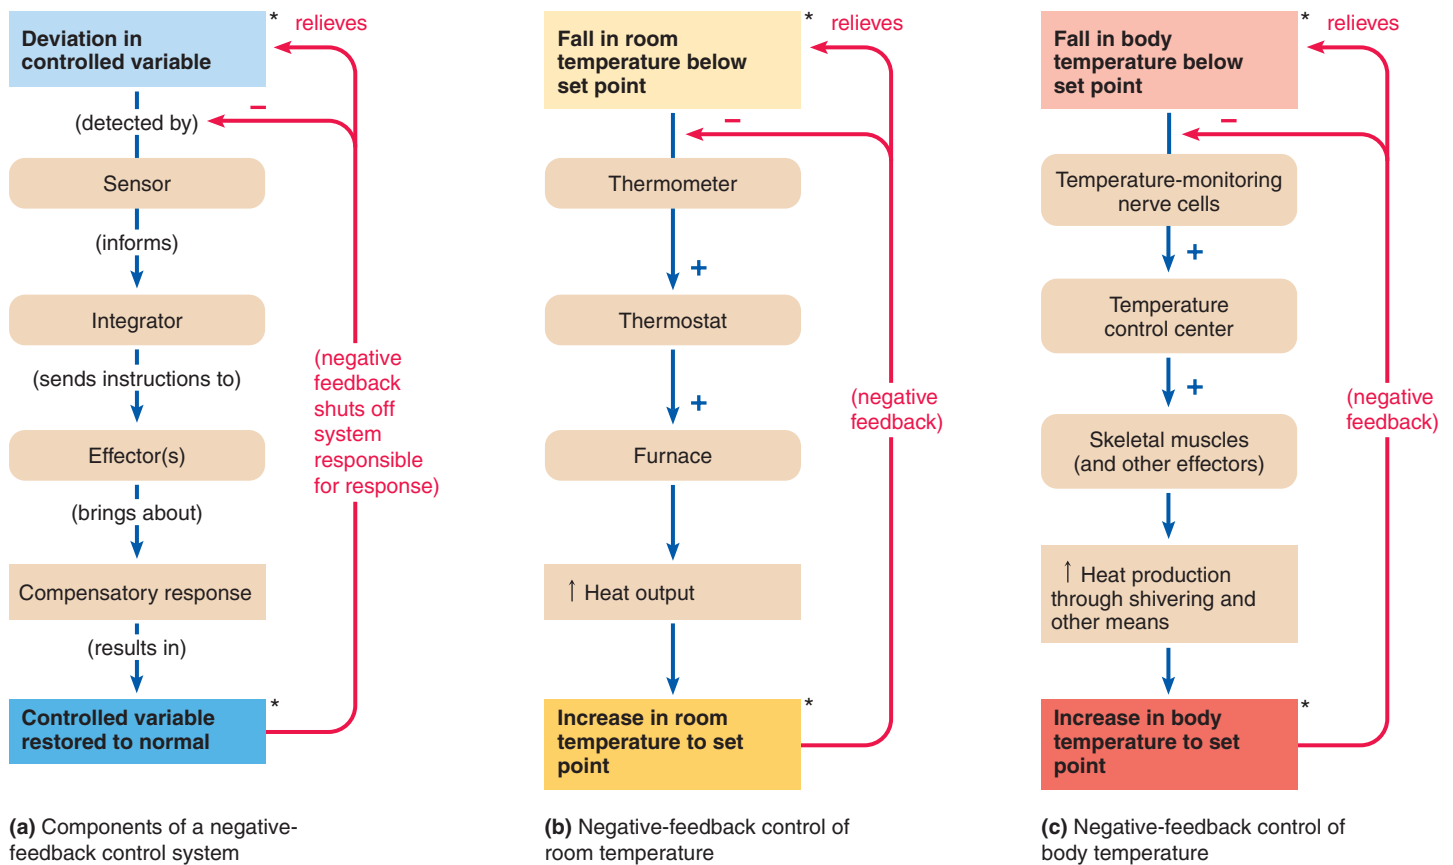 * relieves
Deviation in
controlled variable
–
(detected by)
Sensor
(informs)
Integrator
(sends instructions to)
Effector(s)
(brings about)
Compensatory response
(results in)
Controlled variable
restored to normal
*
(negative
feedback
shuts off
system
responsible
for response)
(a) Components of a negative-
feedback control system
* relieves
Fall in room
temperature below
set point
–
Thermometer
+
Thermostat
+
Furnace
↑ Heat output
Increase in room
temperature to set
point
*
(negative
feedback)
(b) Negative-feedback control of
room temperature
* relieves
Fall in body
temperature below
set point
–
Temperature-monitoring
nerve cells
+
Temperature
control center
+
Skeletal muscles
(and other effectors)
↑ Heat production
through shivering and
other means
Increase in body
temperature to set
point
*
(negative
feedback)
(c) Negative-feedback control of
body temperature